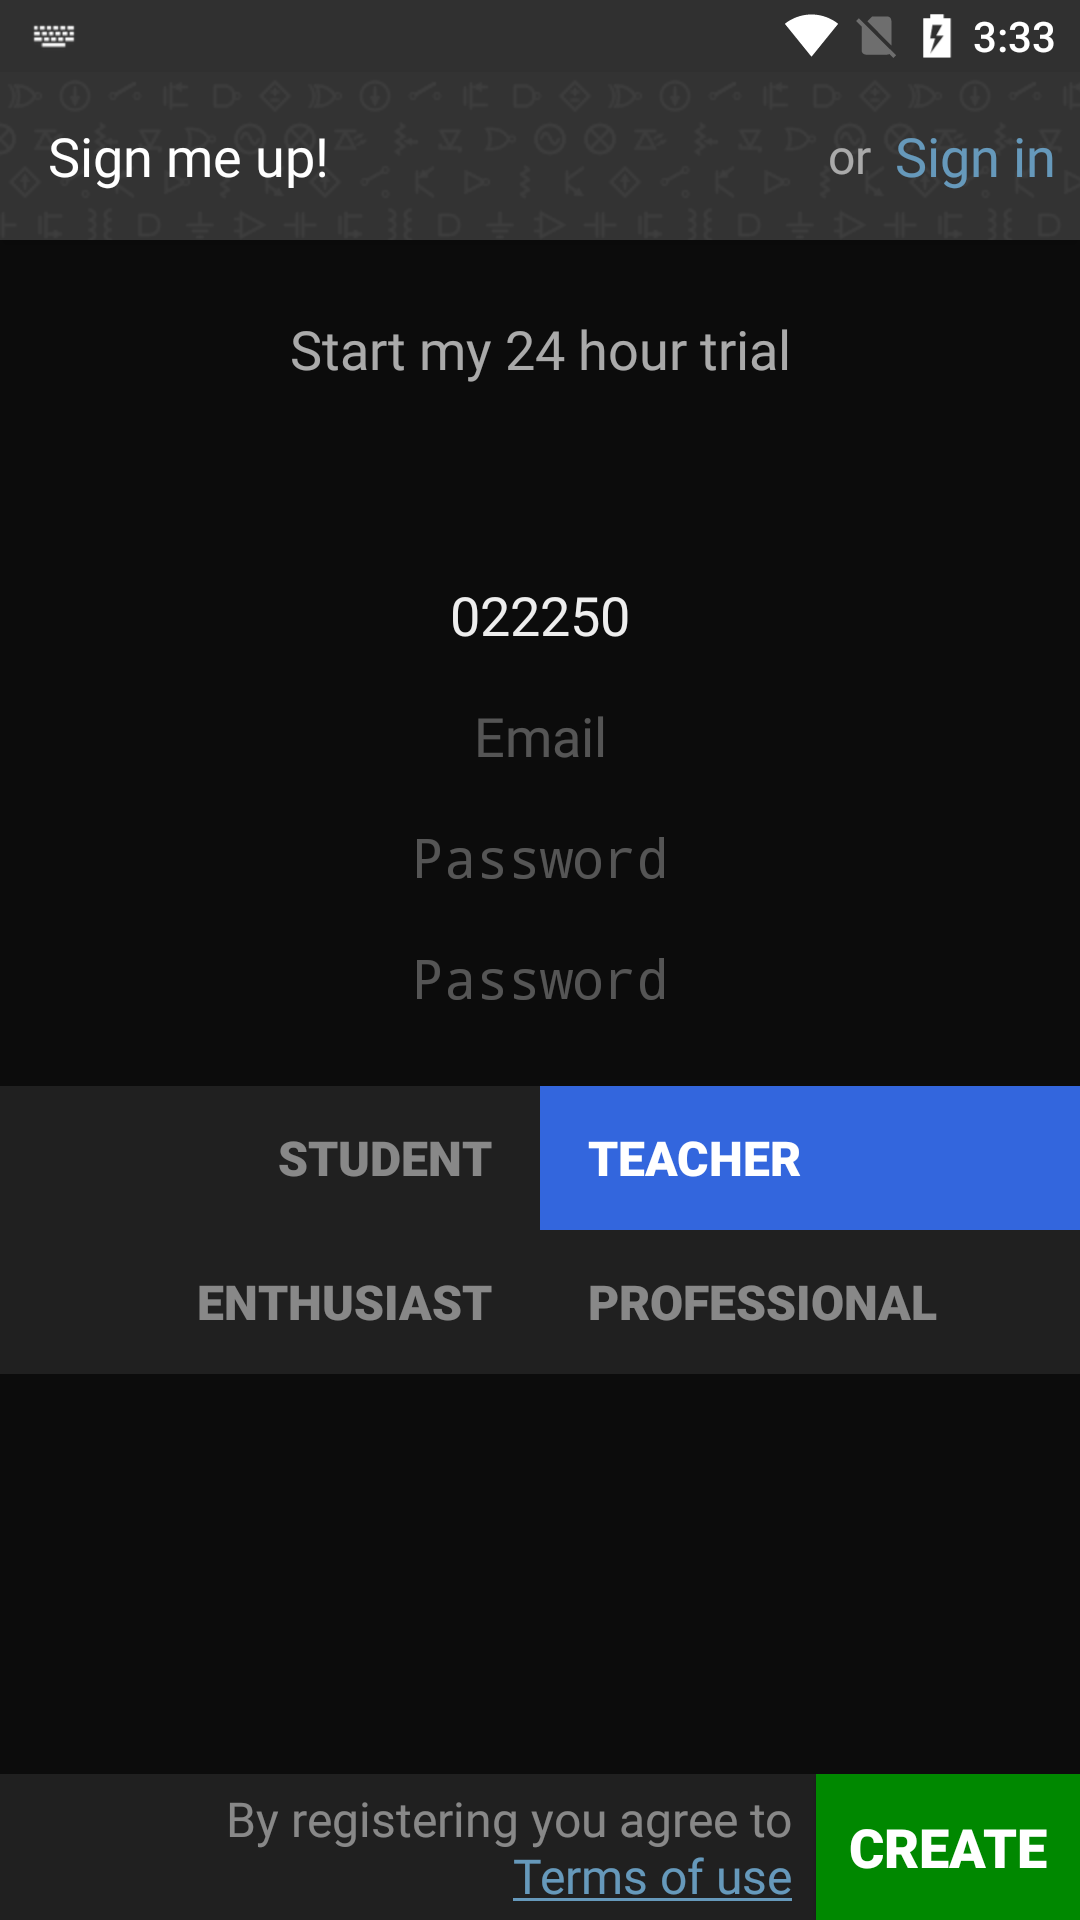 3:33
Sign me up! or Sign in
Start my 24 hour trial
022250
Email
Password
Password
STUDENT TEACHER
ENTHUSIAST PROFESSIONAL
By registering you agree to
Terms of use
CREATE